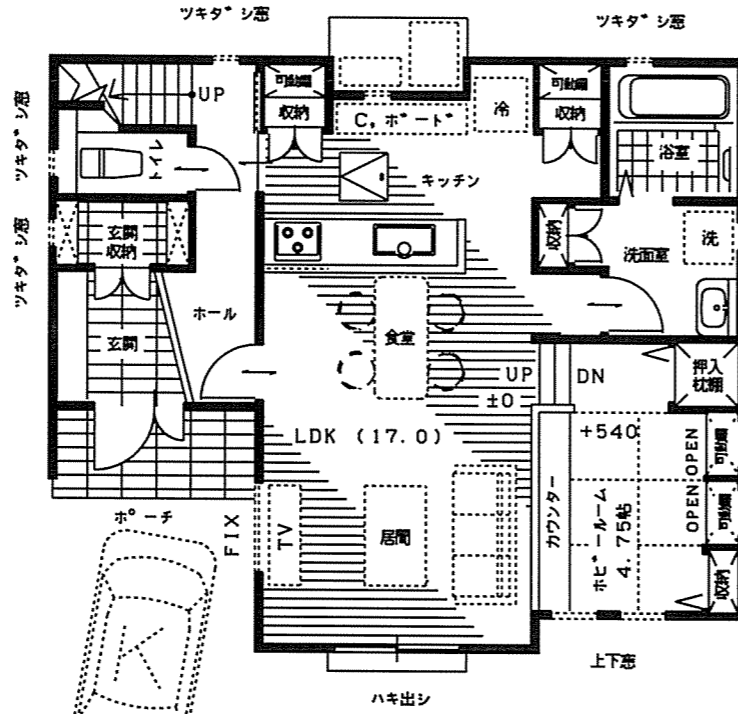 ツキダシ窓
ツキダシ窓
UP
可動棚
収納
C,ボード
冷
可動棚
収納
浴室
ツキダシ窓
トイレ
キッチン
ツキダシ窓
玄関
収納
収納
洗面室
洗
ホール
玄関
食堂
UP
DN
押入
枕棚
±0
LDK (17.0)
+540
OPEN
可動棚
OPEN
可動棚
カウンター
ホビールーム
4.75帖
収納
ポーチ
FIX
TV
居間
上下窓
ハキ出シ